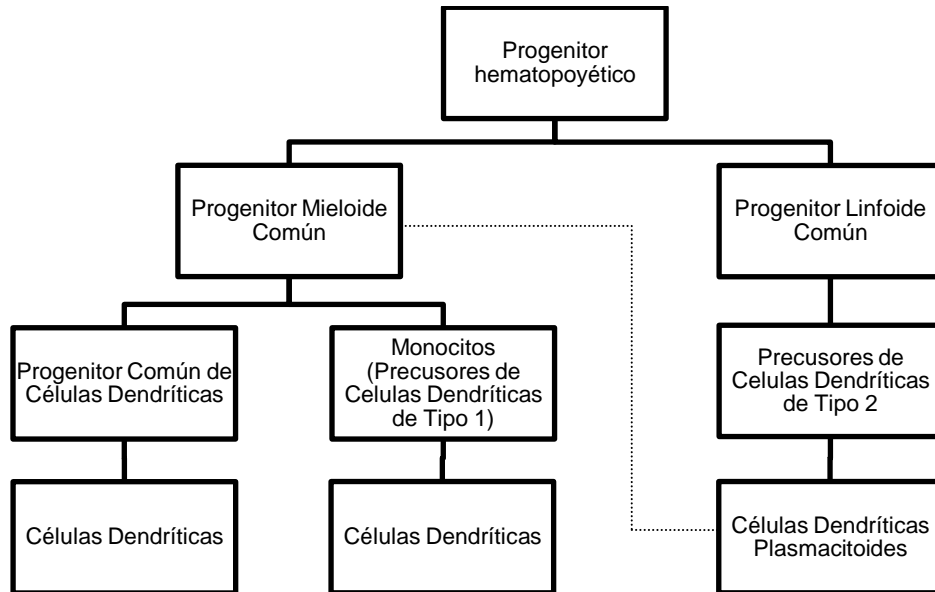 Progenitor
hematopoyético
Progenitor Mieloide
Común
Progenitor Linfoide
Común
Progenitor Común de
Células Dendríticas
Monocitos
(Precusores de
Celulas Dendríticas
de Tipo 1)
Precusores de
Celulas Dendríticas
de Tipo 2
Células Dendríticas
Células Dendríticas
Células Dendríticas
Plasmacitoides